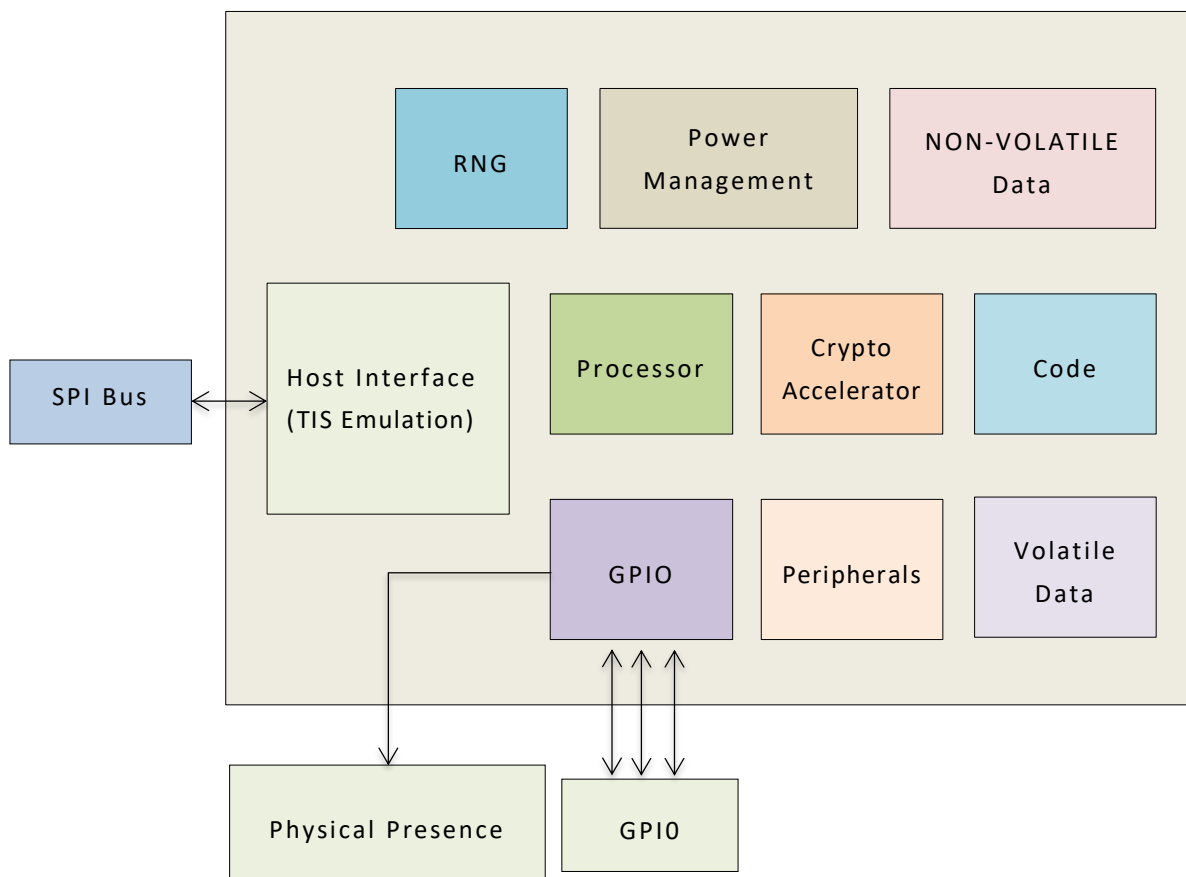 RNG
Power
Management
NON-VOLATILE
Data
SPI Bus
Host Interface
(TIS Emulation)
Processor
Crypto
Accelerator
Code
GPIO
Peripherals
Volatile
Data
Physical Presence
GPI0